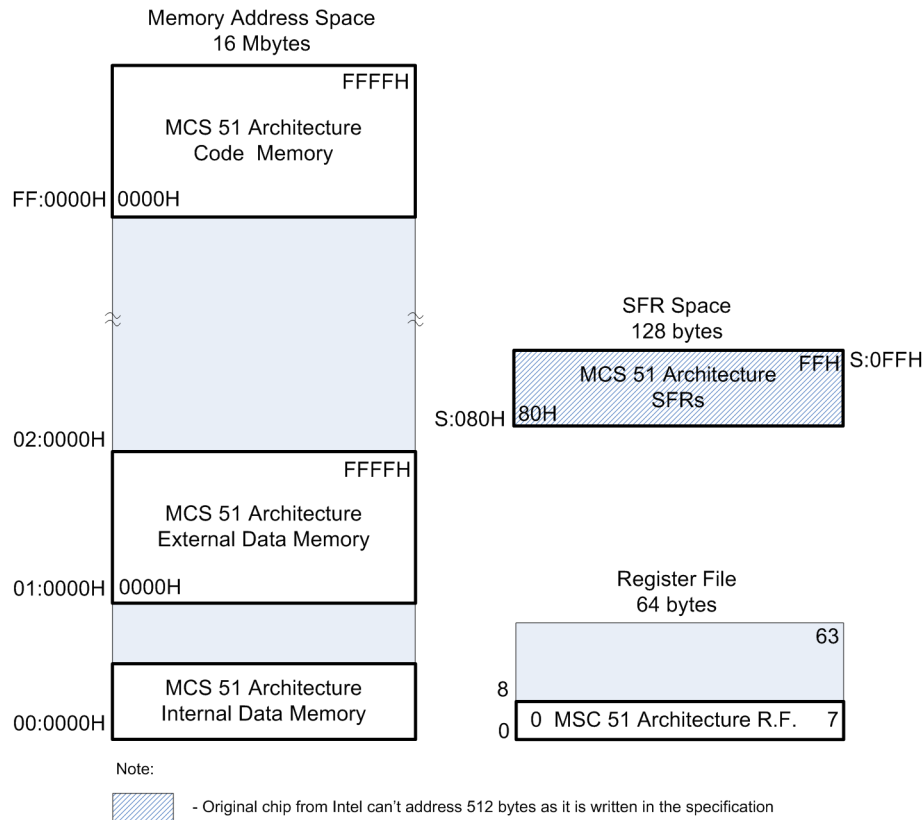 Memory Address Space
16 Mbytes
FFFFH
MCS 51 Architecture
Code Memory
FF:0000H 0000H
02:0000H
FFFFH
MCS 51 Architecture
External Data Memory
01:0000H 0000H
MCS 51 Architecture
Internal Data Memory
00:0000H
SFR Space
128 bytes
FFH S:0FFH
MCS 51 Architecture
SFRs
S:080H 80H
Register File
64 bytes
63
8
0 0 MSC 51 Architecture R.F. 7
Note:
- Original chip from Intel can't address 512 bytes as it is written in the specification